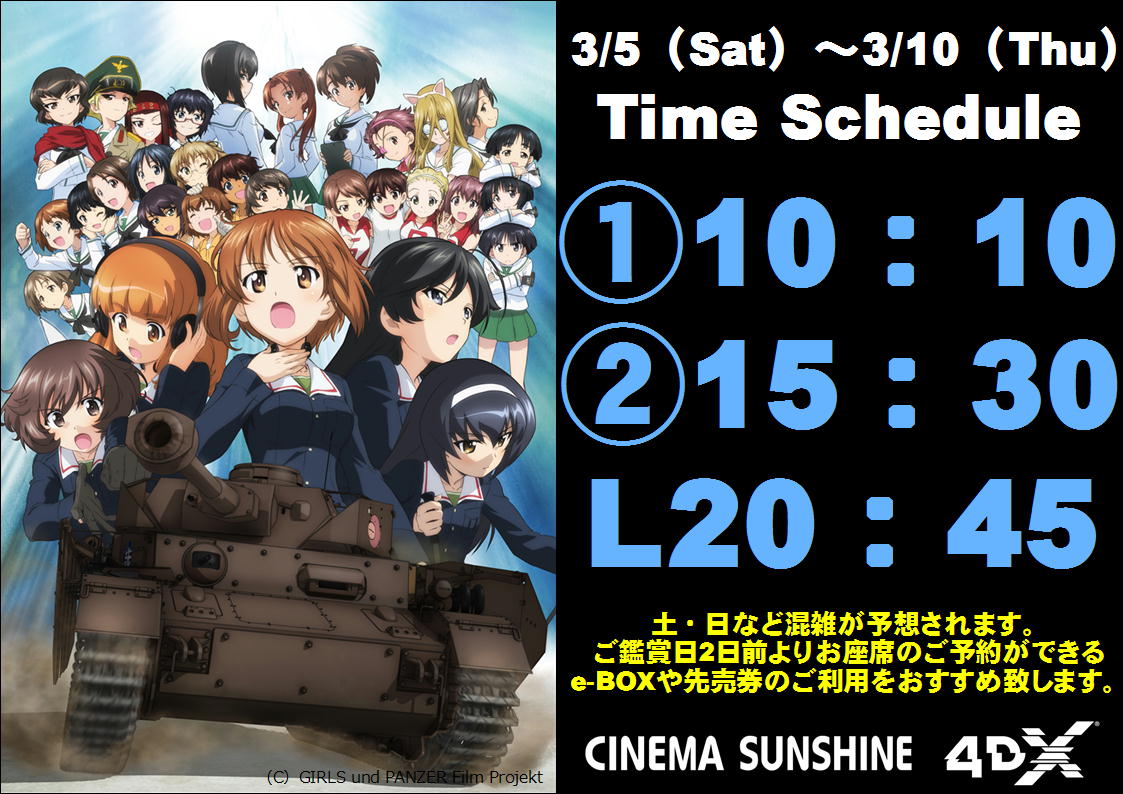 3/5（Sat）～3/10（Thu）
Time Schedule
①10：10
②15：30
L20：45
土・日など混雑が予想されます。
ご鑑賞日2日前よりお座席のご予約ができる
e-BOXや先売券のご利用をおすすめ致します。
CINEMA SUNSHINE 4DX®
(C) GIRLS und PANZER Film Projekt